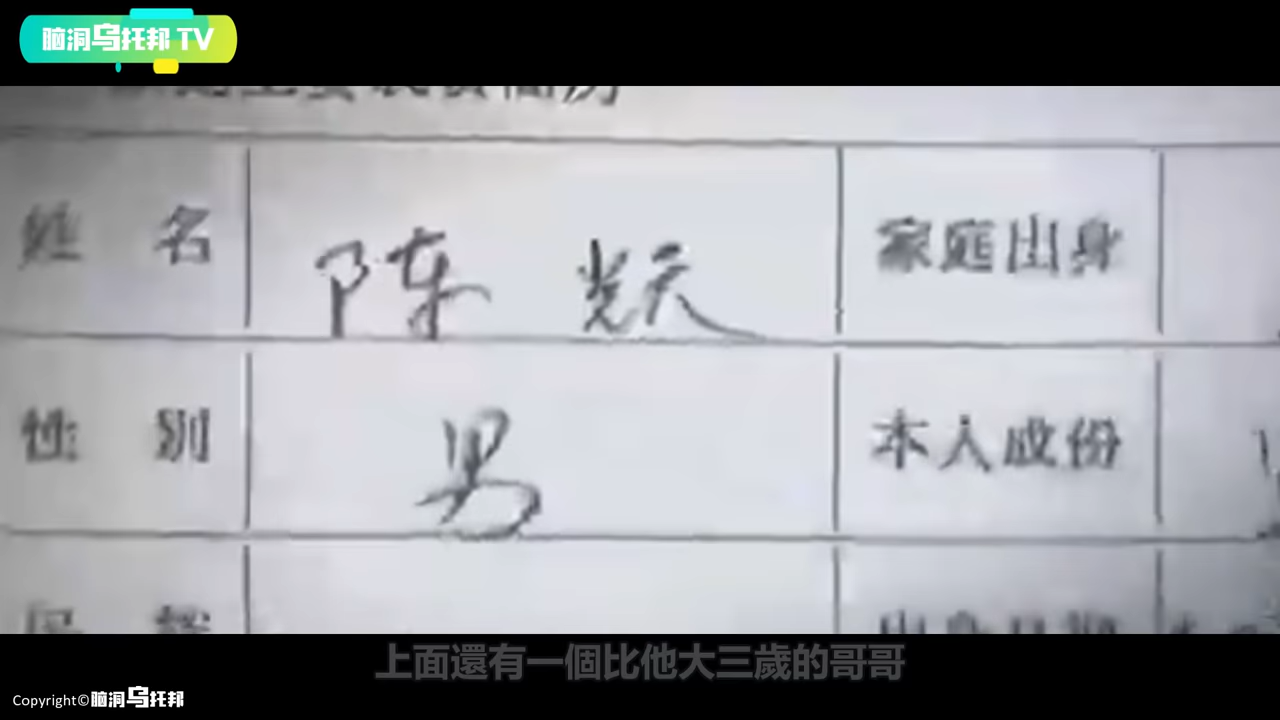 脑洞乌托邦 TV
姓 名 陈 家庭出身
性 别 男 本人成份
上面還有一個比他大三歲的哥哥
Copyright©脑洞乌托邦